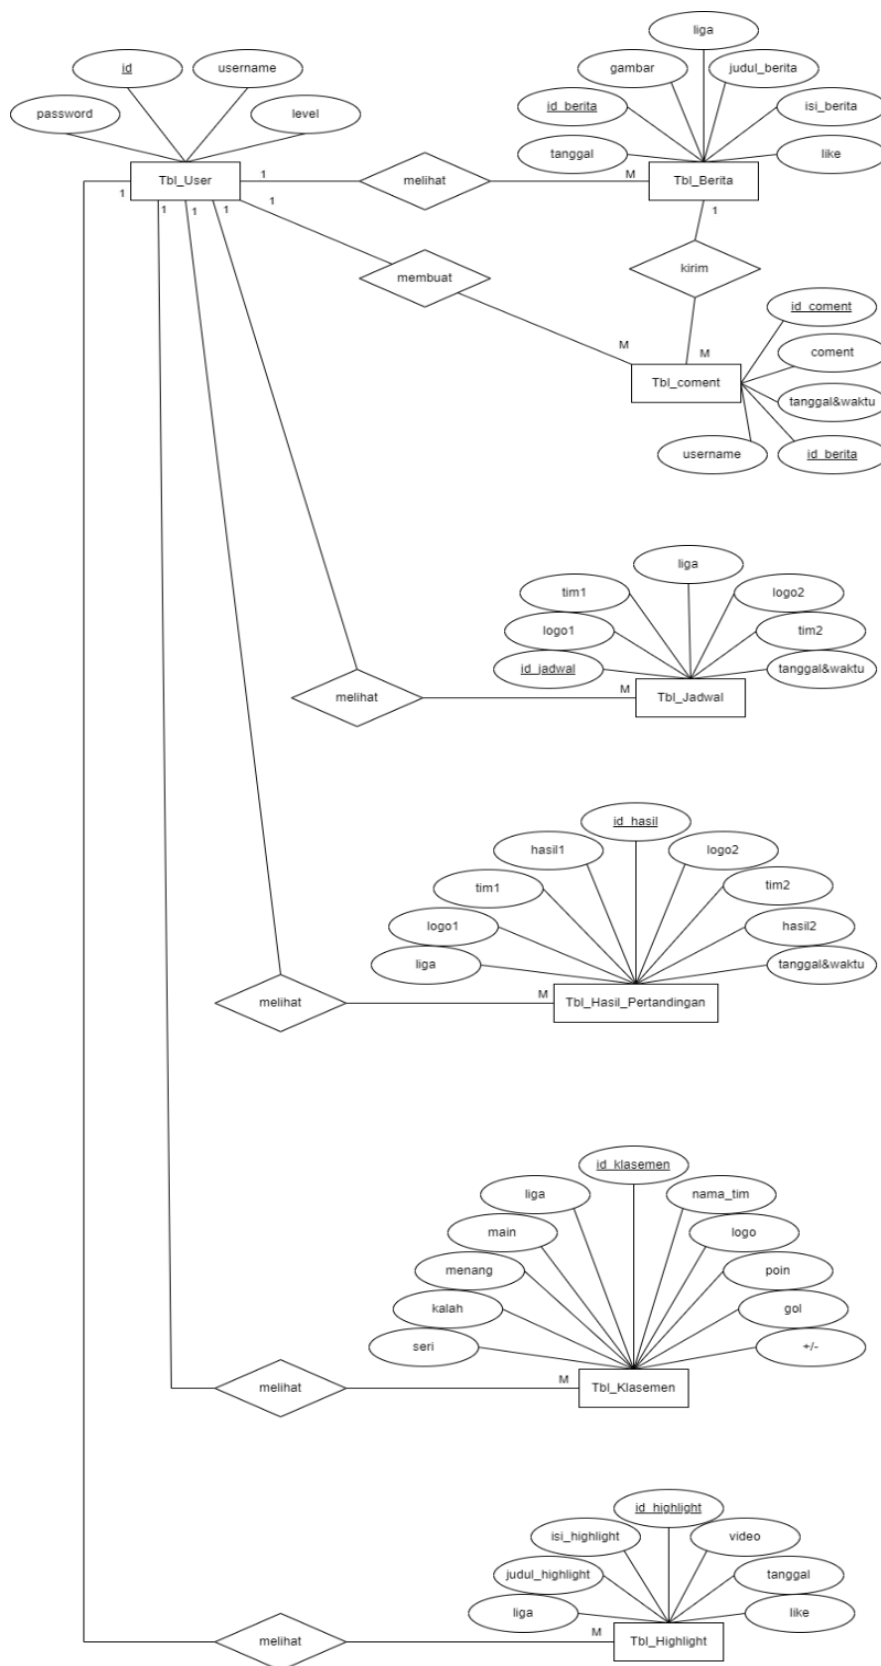 liga
id
username
gambar
judul_berita
password
level
id_berita
isi_berita
tanggal
like
Tbl_User
1
melihat
M
Tbl_Berita
1
1
1
1
1
1
membuat
kirim
id_coment
M
M
Tbl_coment
coment
tanggal&waktu
username
id_berita
liga
tim1
logo2
logo1
tim2
id_jadwal
tanggal&waktu
melihat
M
Tbl_Jadwal
id_hasil
hasil1
logo2
tim1
tim2
logo1
hasil2
liga
tanggal&waktu
melihat
M
Tbl_Hasil_Pertandingan
id_klasemen
liga
nama_tim
main
logo
menang
poin
kalah
gol
seri
+/-
melihat
M
Tbl_Klasemen
id_highlight
isi_highlight
video
judul_highlight
tanggal
liga
like
melihat
M
Tbl_Highlight